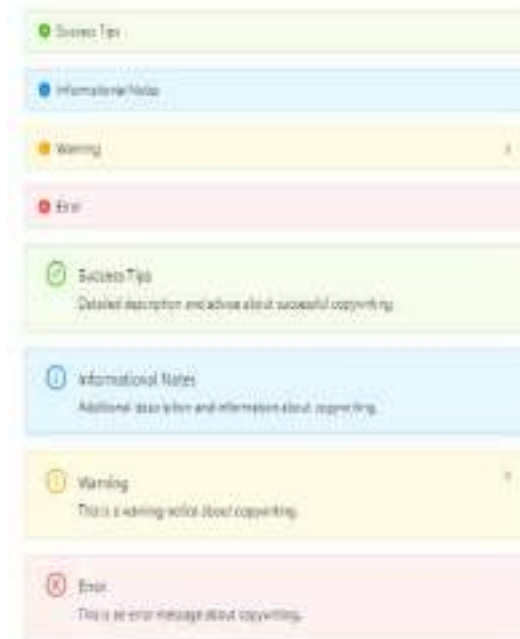 Success Tips
Informational Notes
Warning
Error
Success Tips
Detailed description and advice about successful copywriting.
Informational Notes
Additional description and information about copywriting.
Warning
This is a warning notice about copywriting.
Error
This is an error message about copywriting.